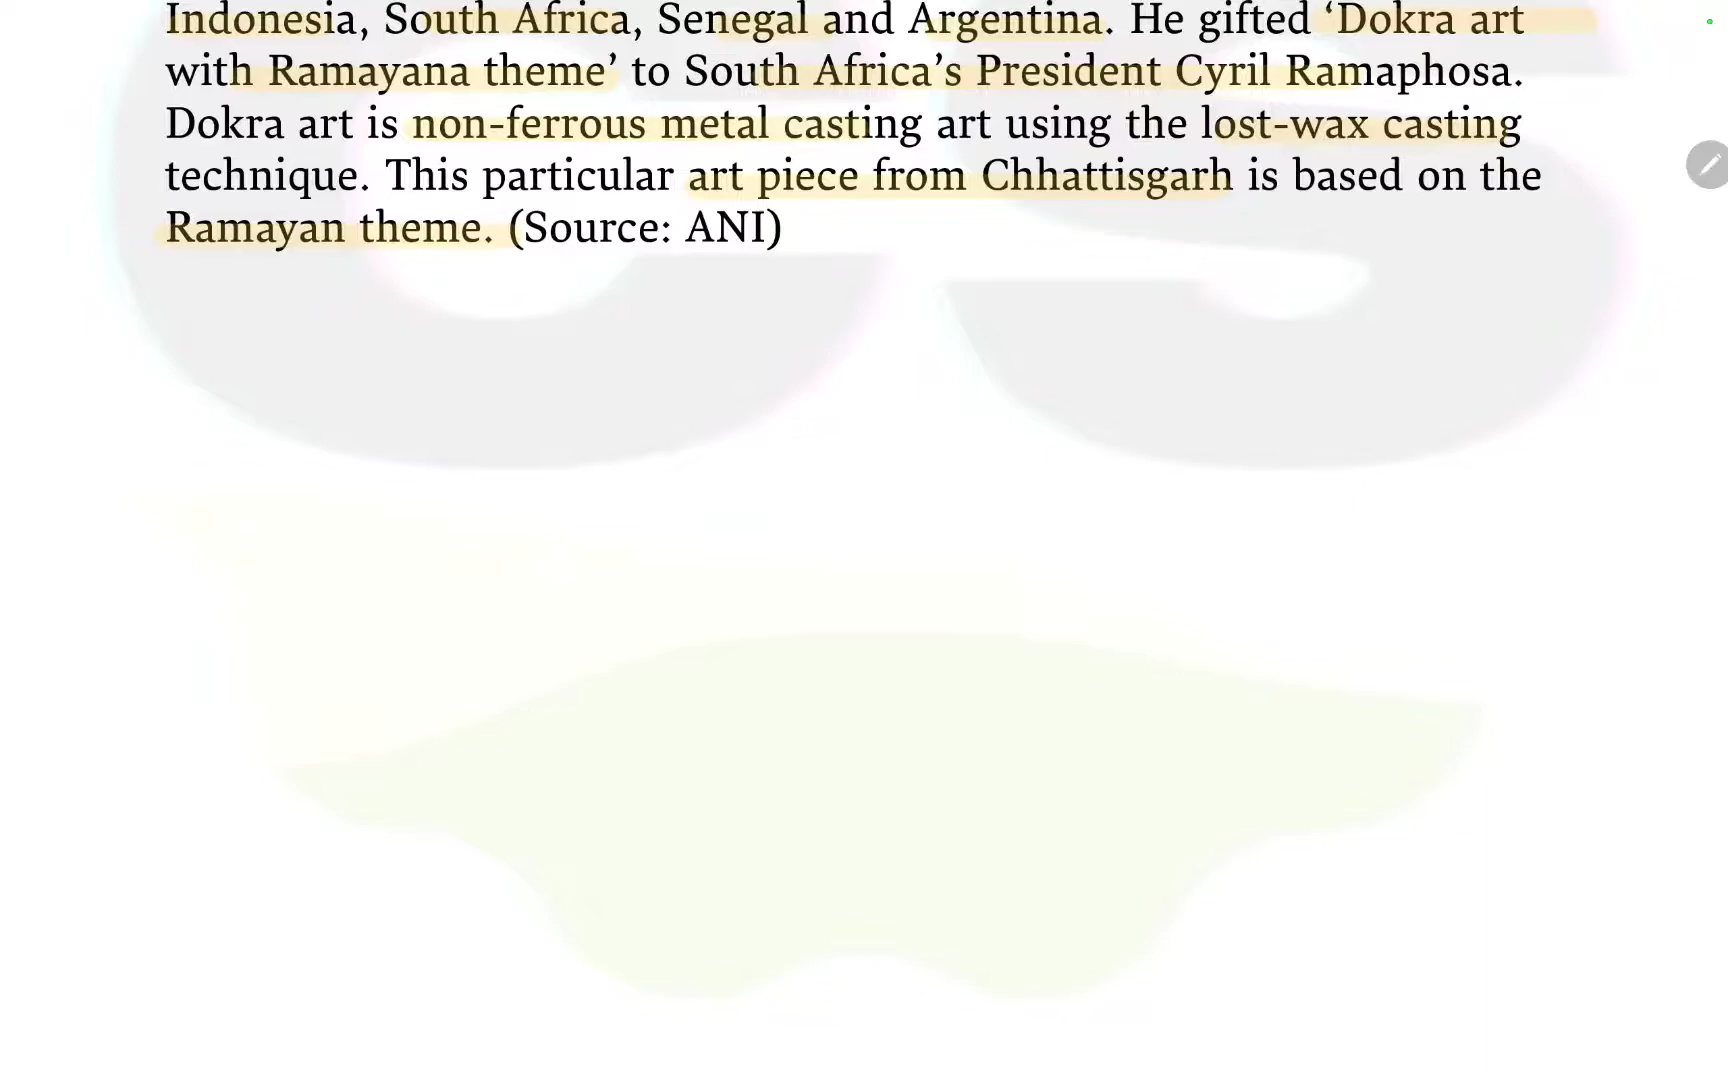 Indonesia, South Africa, Senegal and Argentina. He gifted ‘Dokra art
with Ramayana theme’ to South Africa’s President Cyril Ramaphosa.
Dokra art is non-ferrous metal casting art using the lost-wax casting
technique. This particular art piece from Chhattisgarh is based on the
Ramayan theme. (Source: ANI)